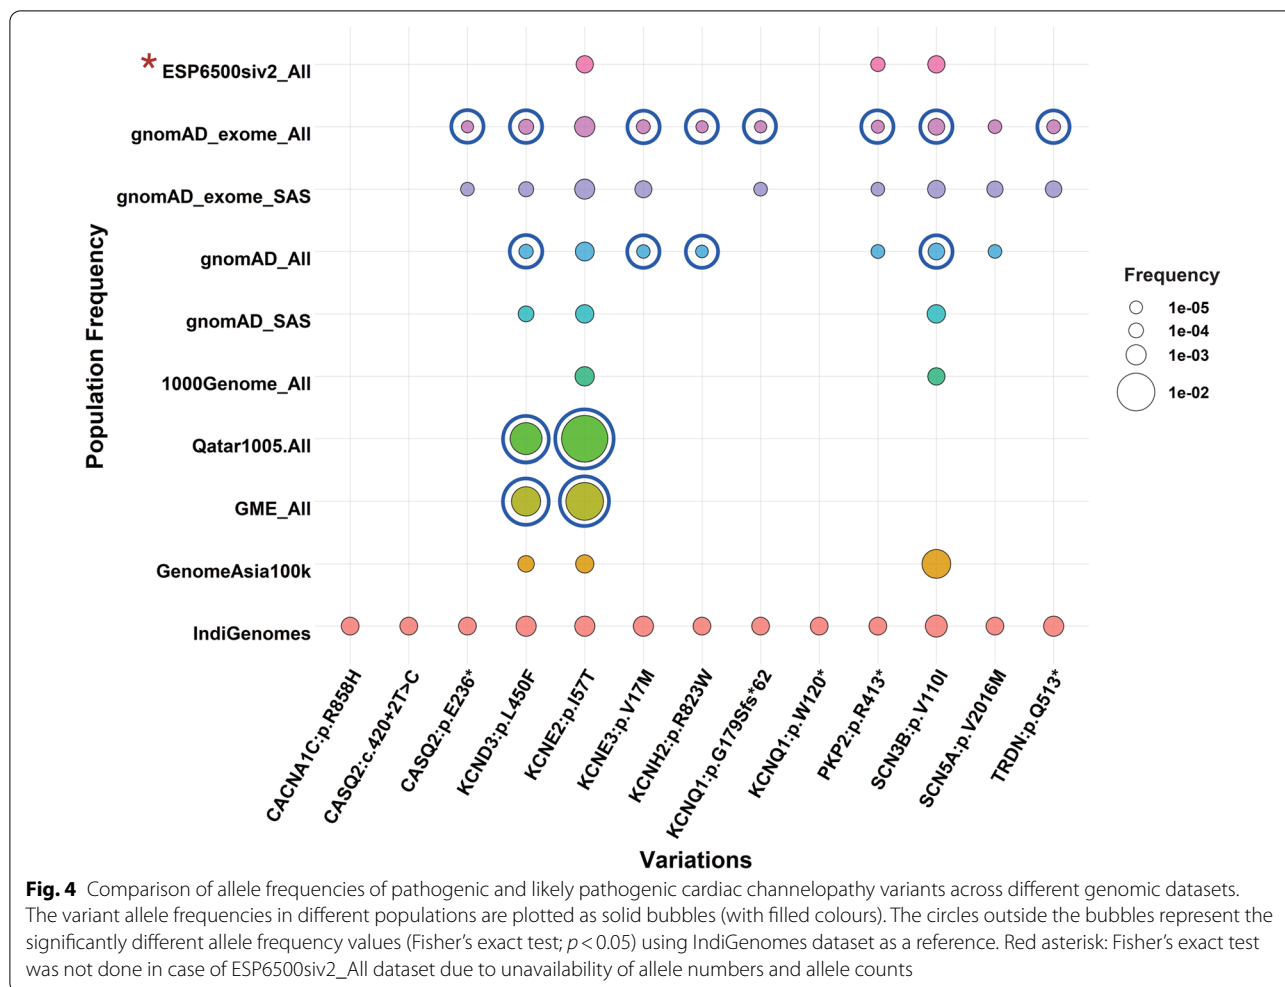 * ESP6500siv2_All
gnomAD_exome_All
gnomAD_exome_SAS
gnomAD_All
gnomAD_SAS
1000Genome_All
Qatar1005.All
GME_All
GenomeAsia100k
IndiGenomes
Population Frequency
Frequency
1e-05
1e-04
1e-03
1e-02
CACNA1C:p.R858H
CASQ2:c.420+2T>C
CASQ2:p.E236*
KCND3:p.L450F
KCNE2:p.I57T
KCNE3:p.V17M
KCNH2:p.R823W
KCNQ1:p.G179Sfs*62
KCNQ1:p.W120*
PKP2:p.R413*
SCN3B:p.V110I
SCN5A:p.V2016M
TRDN:p.Q513*
Variations
Fig. 4 Comparison of allele frequencies of pathogenic and likely pathogenic cardiac channelopathy variants across different genomic datasets.
The variant allele frequencies in different populations are plotted as solid bubbles (with filled colours). The circles outside the bubbles represent the
significantly different allele frequency values (Fisher's exact test; p < 0.05) using IndiGenomes dataset as a reference. Red asterisk: Fisher's exact test
was not done in case of ESP6500siv2_All dataset due to unavailability of allele numbers and allele counts